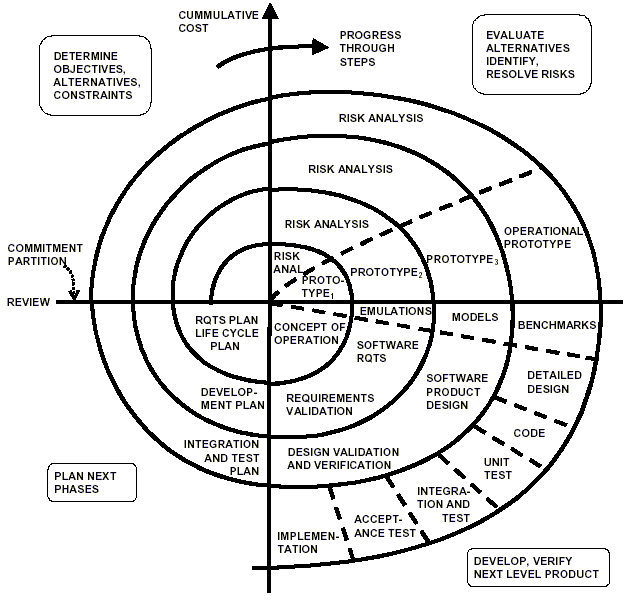 CUMMULATIVE
COST
PROGRESS
THROUGH
STEPS
DETERMINE
OBJECTIVES,
ALTERNATIVES,
CONSTRAINTS
EVALUATE
ALTERNATIVES
IDENTIFY,
RESOLVE RISKS
RISK ANALYSIS
RISK ANALYSIS
RISK ANALYSIS
RISK
ANAL.
PROTO-
TYPE1
PROTOTYPE2
PROTOTYPE3
OPERATIONAL
PROTOTYPE
COMMITMENT
PARTITION
REVIEW
RQTS PLAN
LIFE CYCLE
PLAN
CONCEPT OF
OPERATION
EMULATIONS
MODELS
BENCHMARKS
SOFTWARE
RQTS
SOFTWARE
PRODUCT
DESIGN
DETAILED
DESIGN
DEVELOP-
MENT PLAN
REQUIREMENTS
VALIDATION
CODE
INTEGRATION
AND TEST
PLAN
DESIGN VALIDATION
AND VERIFICATION
UNIT
TEST
PLAN NEXT
PHASES
INTEGRA-
TION AND
TEST
ACCEPT-
ANCE TEST
IMPLEMEN-
TATION
DEVELOP, VERIFY
NEXT LEVEL PRODUCT